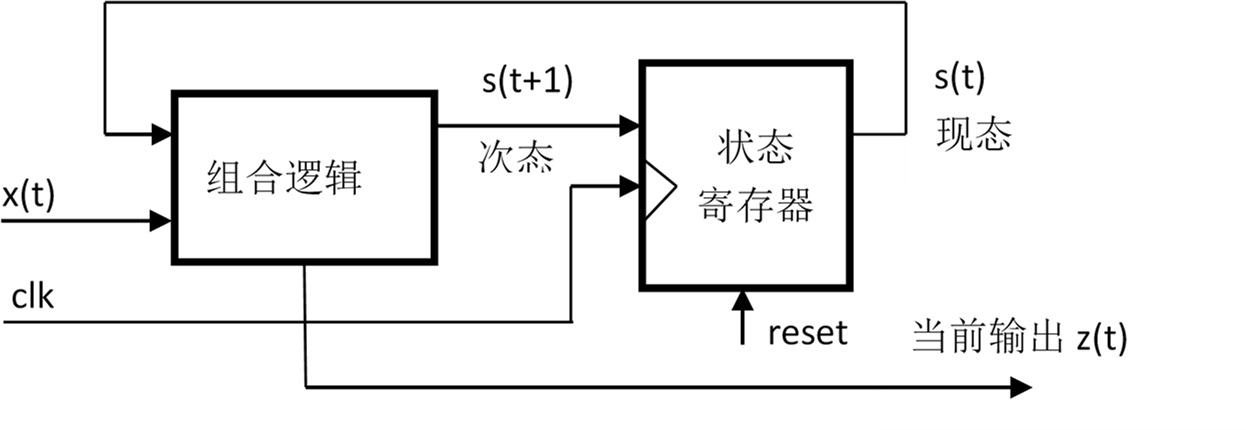 s(t+1)
次态
s(t)
现态
组合逻辑
状态
寄存器
x(t)
clk
reset
当前输出 z(t)